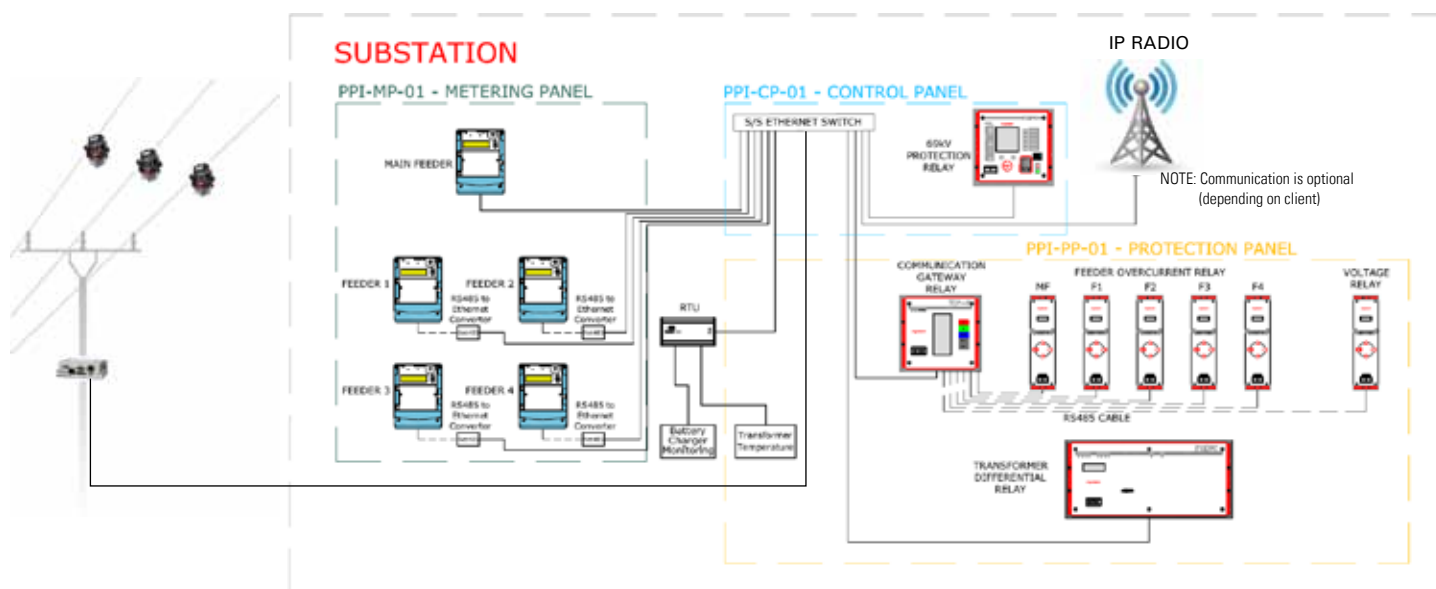 SUBSTATION
IP RADIO
PPI-MP-01 - METERING PANEL
PPI-CP-01 - CONTROL PANEL
S/S ETHERNET SWITCH
MAIN FEEDER
69kV
PROTECTION
RELAY
NOTE: Communication is optional
(depending on client)
PPI-PP-01 - PROTECTION PANEL
COMMUNICATION
GATEWAY
RELAY
FEEDER OVERCURRENT RELAY
MF
F1
F2
F3
F4
VOLTAGE
RELAY
FEEDER 1
RS485 to
Ethernet
Converter
FEEDER 2
RS485 to
Ethernet
Converter
RTU
FEEDER 3
RS485 to
Ethernet
Converter
FEEDER 4
RS485 to
Ethernet
Converter
Battery
Charger
Monitoring
Transformer
Temperature
RS485 CABLE
TRANSFORMER
DIFFERENTIAL
RELAY